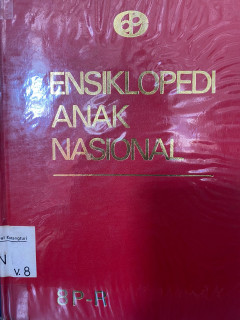 ENSIKLOPEDI
ANAK
NASIONAL
N
v. 8
8 P-R